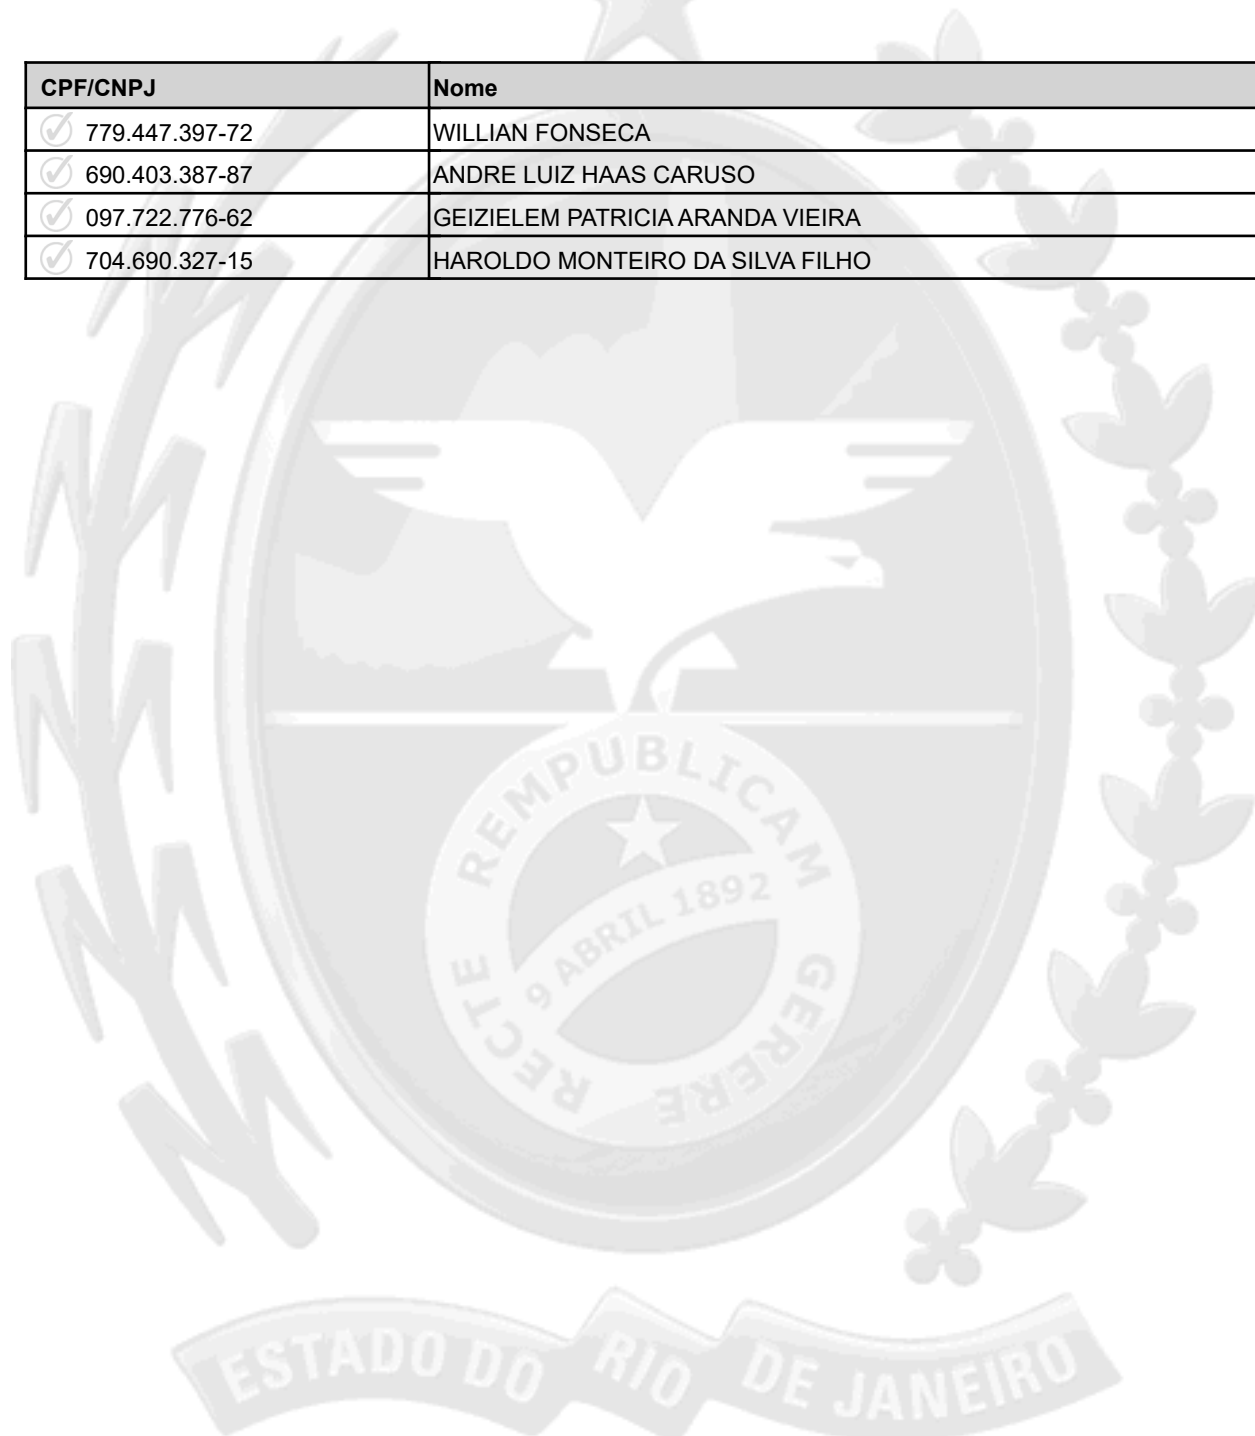 CPF/CNPJ Nome
779.447.397-72 WILLIAN FONSECA
690.403.387-87 ANDRE LUIZ HAAS CARUSO
097.722.776-62 GEIZIELEM PATRICIA ARANDA VIEIRA
704.690.327-15 HAROLDO MONTEIRO DA SILVA FILHO
RECTE REMPUBLICAM GERERE
9 ABRIL 1892
ESTADO DO RIO DE JANEIRO